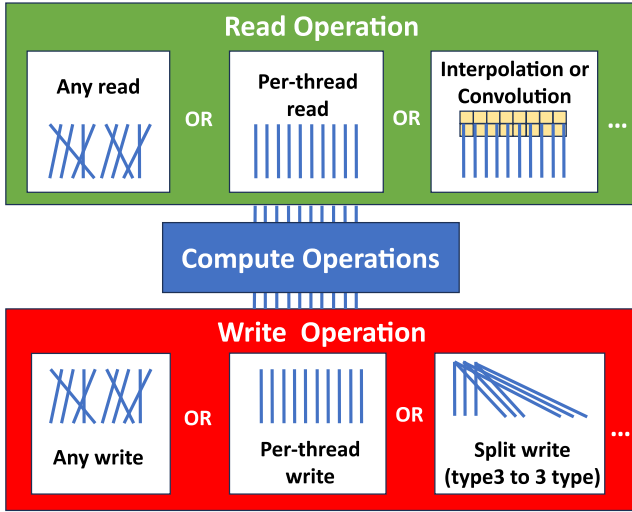 Read Operation
Any read
OR
Per-thread
read
OR
Interpolation or
Convolution
...
Compute Operations
Write Operation
Any write
OR
Per-thread
write
OR
Split write
(type3 to 3 type)
...